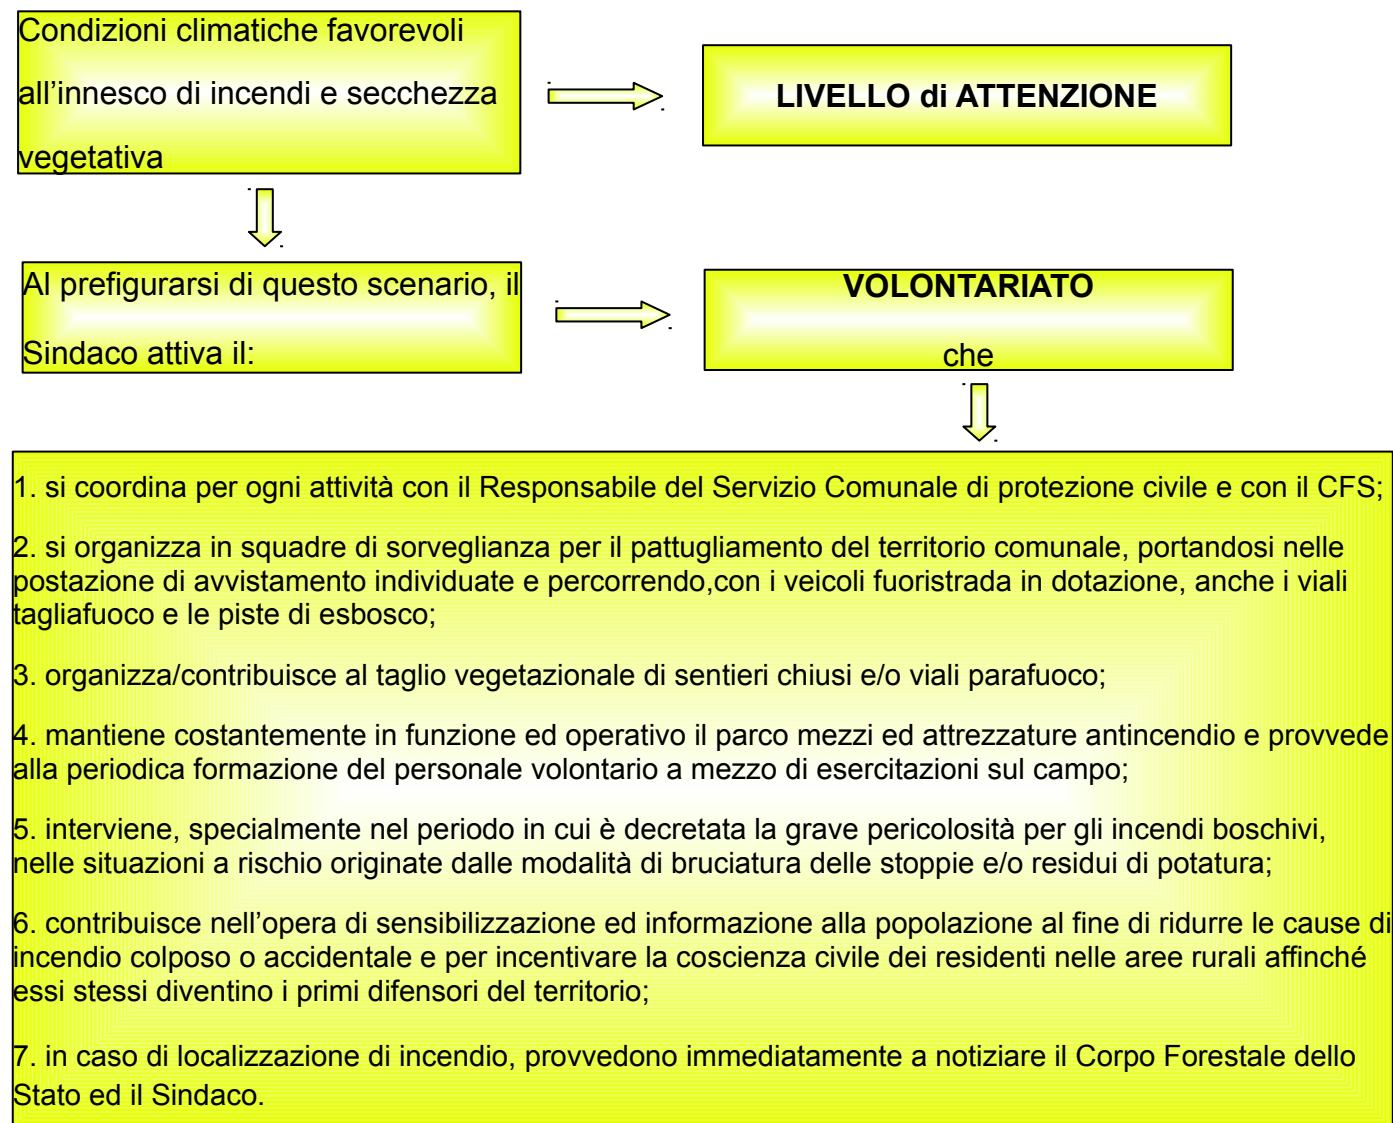 Condizioni climatiche favorevoli
all’innesco di incendi e secchezza
vegetativa
LIVELLO di ATTENZIONE
Al prefigurarsi di questo scenario, il
Sindaco attiva il:
VOLONTARIATO
che
1. si coordina per ogni attività con il Responsabile del Servizio Comunale di protezione civile e con il CFS;
2. si organizza in squadre di sorveglianza per il pattugliamento del territorio comunale, portandosi nelle
postazione di avvistamento individuate e percorrendo,con i veicoli fuoristrada in dotazione, anche i viali
tagliafuoco e le piste di esbosco;
3. organizza/contribuisce al taglio vegetazionale di sentieri chiusi e/o viali parafuoco;
4. mantiene costantemente in funzione ed operativo il parco mezzi ed attrezzature antincendio e provvede
alla periodica formazione del personale volontario a mezzo di esercitazioni sul campo;
5. interviene, specialmente nel periodo in cui è decretata la grave pericolosità per gli incendi boschivi,
nelle situazioni a rischio originate dalle modalità di bruciatura delle stoppie e/o residui di potatura;
6. contribuisce nell’opera di sensibilizzazione ed informazione alla popolazione al fine di ridurre le cause di
incendio colposo o accidentale e per incentivare la coscienza civile dei residenti nelle aree rurali affinché
essi stessi diventino i primi difensori del territorio;
7. in caso di localizzazione di incendio, provvedono immediatamente a notiziare il Corpo Forestale dello
Stato ed il Sindaco.